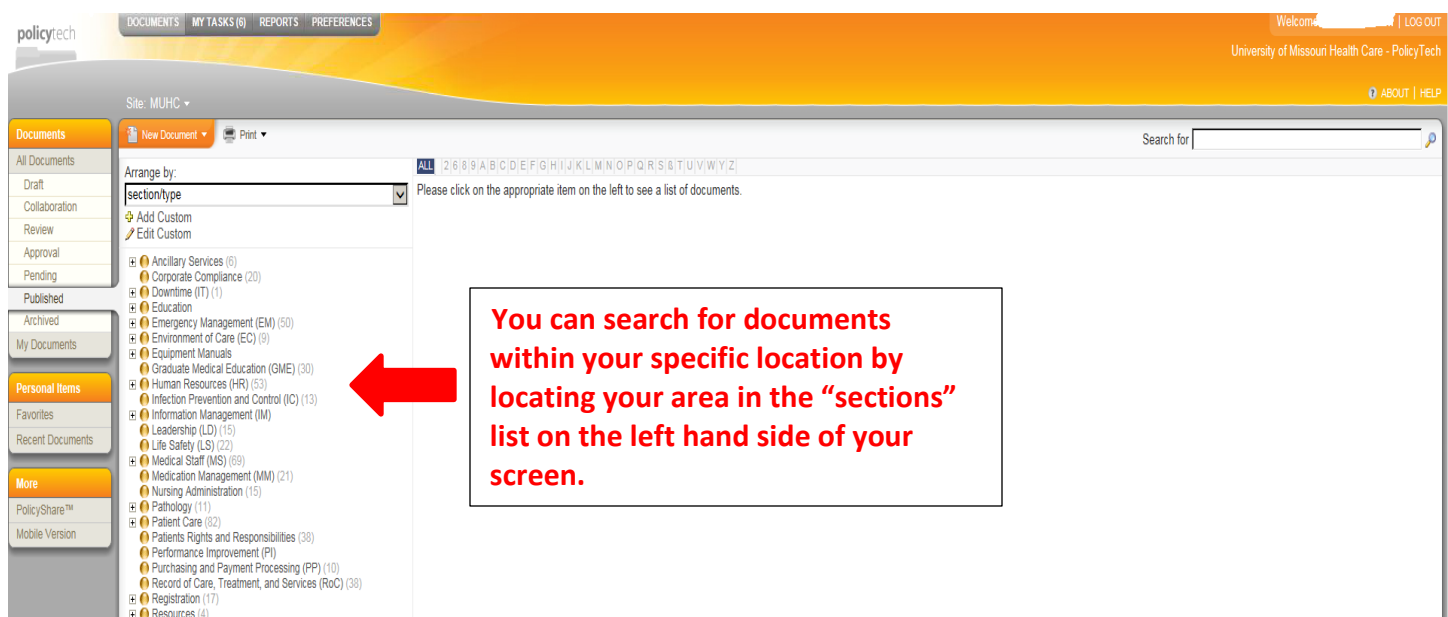 policytech
DOCUMENTS MY TASKS (6) REPORTS PREFERENCES
Welcome | LOG OUT
University of Missouri Health Care - PolicyTech
Site: MUHC
ABOUT | HELP
Documents
All Documents
Draft
Collaboration
Review
Approval
Pending
Published
Archived
My Documents
Personal Items
Favorites
Recent Documents
More
PolicyShare™
Mobile Version
New Document Print
Search for
Arrange by:
section/type
Add Custom
Edit Custom
Ancillary Services (6)
Corporate Compliance (20)
Downtime (IT) (1)
Education
Emergency Management (EM) (50)
Environment of Care (EC) (9)
Equipment Manuals
Graduate Medical Education (GME) (30)
Human Resources (HR) (53)
Infection Prevention and Control (IC) (13)
Information Management (IM)
Leadership (LD) (15)
Life Safety (LS) (22)
Medical Staff (MS) (69)
Medication Management (MM) (21)
Nursing Administration (15)
Pathology (11)
Patient Care (82)
Patients Rights and Responsibilities (38)
Performance Improvement (PI)
Purchasing and Payment Processing (PP) (10)
Record of Care, Treatment, and Services (RoC) (38)
Registration (17)
Resources (4)
ALL 2 6 8 9 A B C D E F G H I J K L M N O P Q R S & T U V W Y Z
Please click on the appropriate item on the left to see a list of documents.
You can search for documents
within your specific location by
locating your area in the “sections”
list on the left hand side of your
screen.